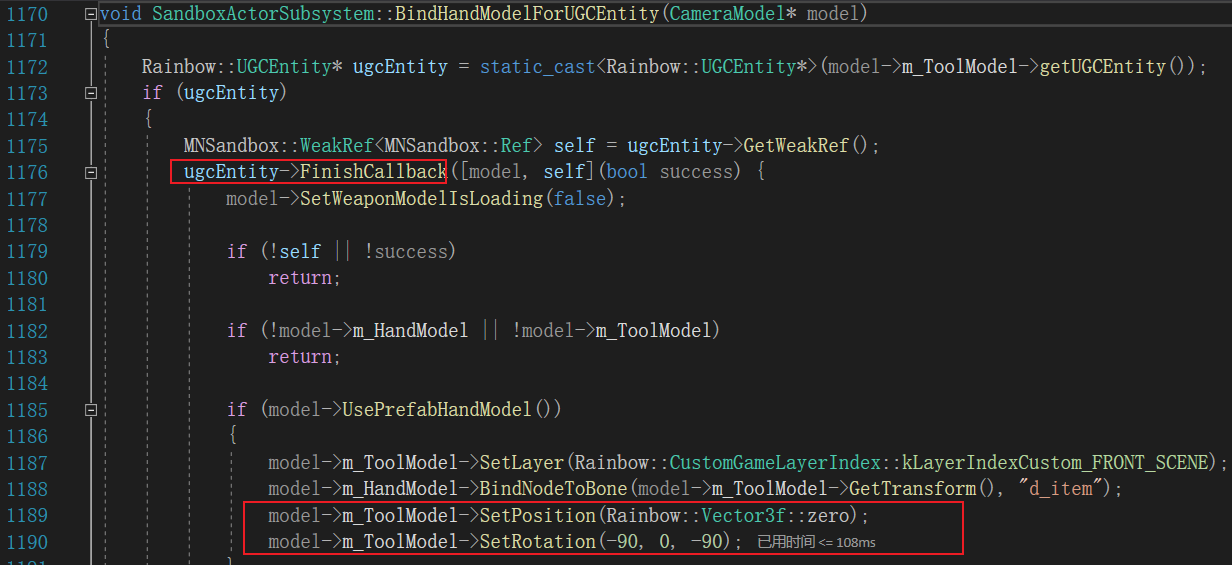 1170 void SandboxActorSubsystem::BindHandModelForUGCEntity(CameraModel* model)
1171 {
1172 Rainbow::UGCEntity* ugcEntity = static_cast<Rainbow::UGCEntity*>(model->m_ToolModel->getUGCEntity());
1173 if (ugcEntity)
1174 {
1175 MNSandbox::WeakRef<MNSandbox::Ref> self = ugcEntity->GetWeakRef();
1176 ugcEntity->FinishCallback([model, self](bool success) {
1177 model->SetWeaponModelIsLoading(false);
1178
1179 if (!self || !success)
1180 return;
1181
1182 if (!model->m_HandModel || !model->m_ToolModel)
1183 return;
1184
1185 if (model->UsePrefabHandModel())
1186 {
1187 model->m_ToolModel->SetLayer(Rainbow::CustomGameLayerIndex::kLayerIndexCustom_FRONT_SCENE);
1188 model->m_HandModel->BindNodeToBone(model->m_ToolModel->GetTransform(), "d_item");
1189 model->m_ToolModel->SetPosition(Rainbow::Vector3f::zero);
1190 model->m_ToolModel->SetRotation(-90, 0, -90); 已用时间 <= 108ms